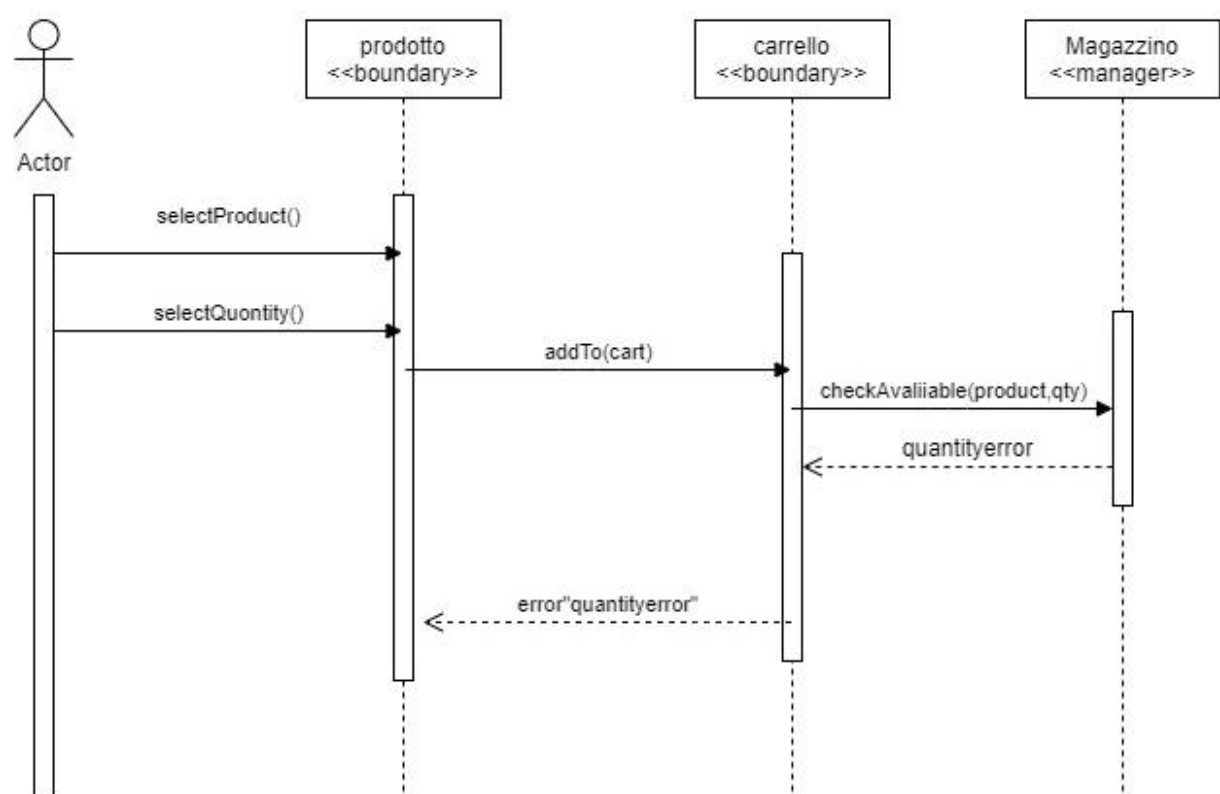 prodotto
<<boundary>>
carrello
<<boundary>>
Magazzino
<<manager>>
Actor
selectProduct()
selectQuontity()
addTo(cart)
checkAvaliiable(product,qty)
quantityerror
error"quantityerror"